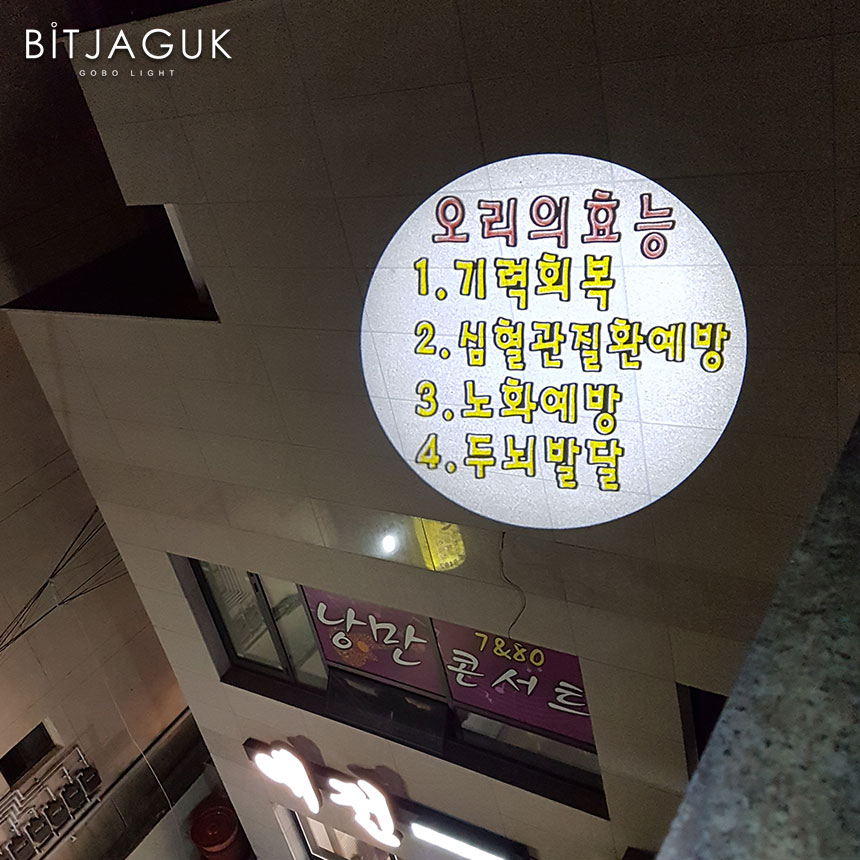 BITJAGUK
GOBO LIGHT
오리의효능
1.기력회복
2.심혈관질환예방
3.노화예방
4.두뇌발달
낭만
7&80
콘서트